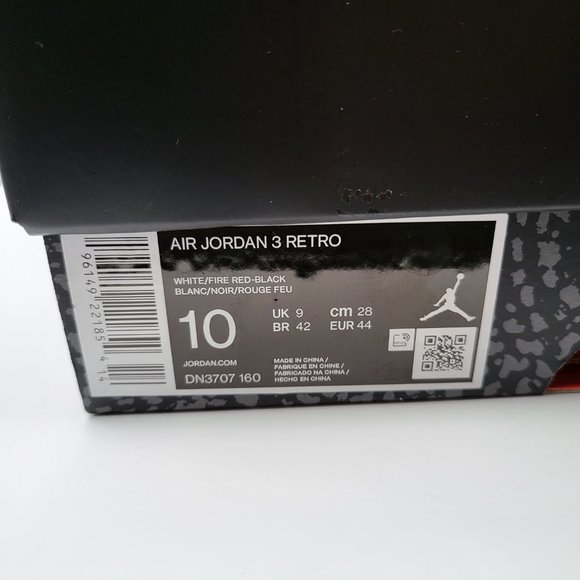 AIR JORDAN 3 RETRO
WHITE/FIRE RED-BLACK
BLANC/NOIR/ROUGE FEU
10
UK 9 cm 28
BR 42 EUR 44
JORDAN.COM
DN3707 160
MADE IN CHINA /
FABRIQUE EN CHINE /
FABRICADO NA CHINA /
HECHO EN CHINA